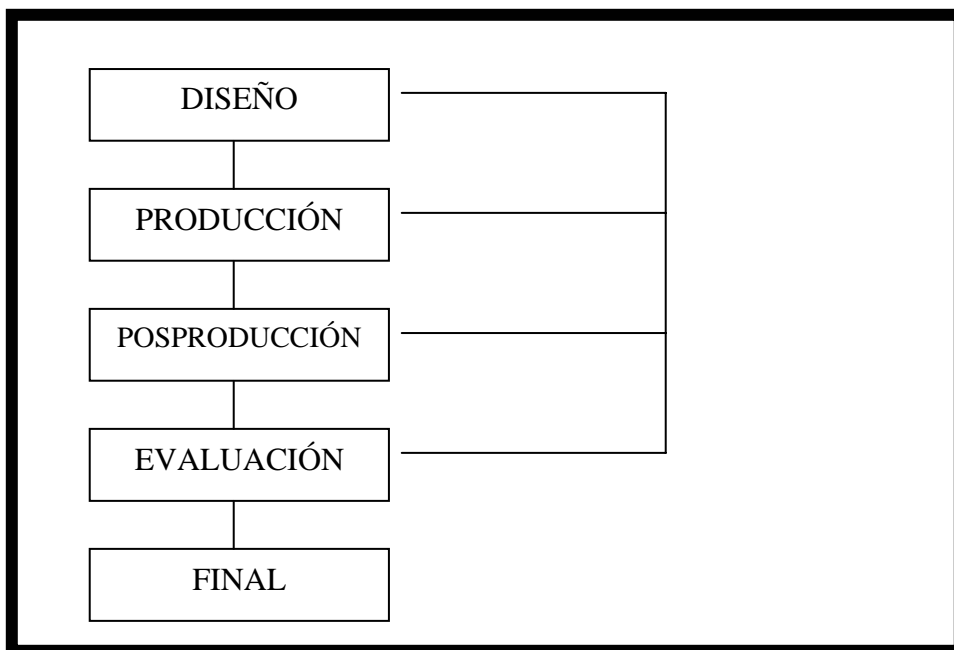 DISEÑO
PRODUCCIÓN
POSPRODUCCIÓN
EVALUACIÓN
FINAL